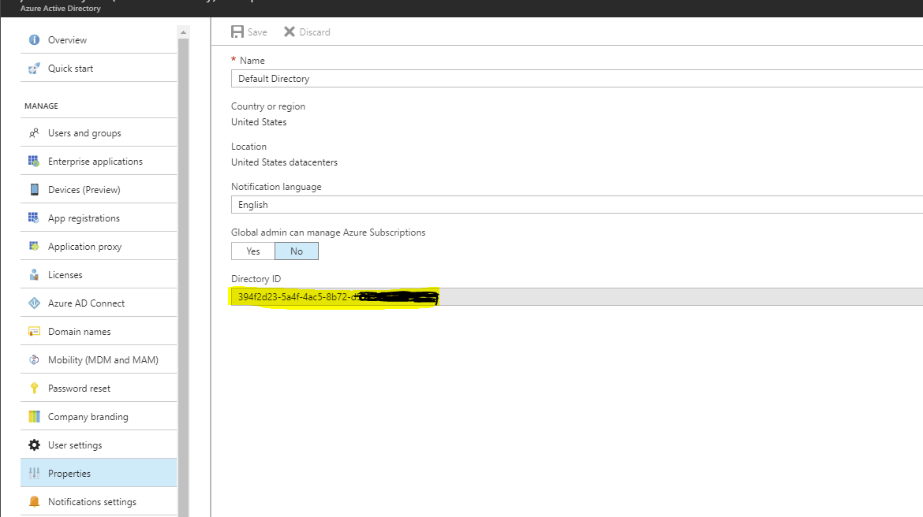 Azure Active Directory
Overview
Quick start
MANAGE
Users and groups
Enterprise applications
Devices (Preview)
App registrations
Application proxy
Licenses
Azure AD Connect
Domain names
Mobility (MDM and MAM)
Password reset
Company branding
User settings
Properties
Notifications settings
Save Discard
* Name
Default Directory
Country or region
United States
Location
United States datacenters
Notification language
English
Global admin can manage Azure Subscriptions
Yes No
Directory ID
394f2d23-5a4f-4ac5-8b72-